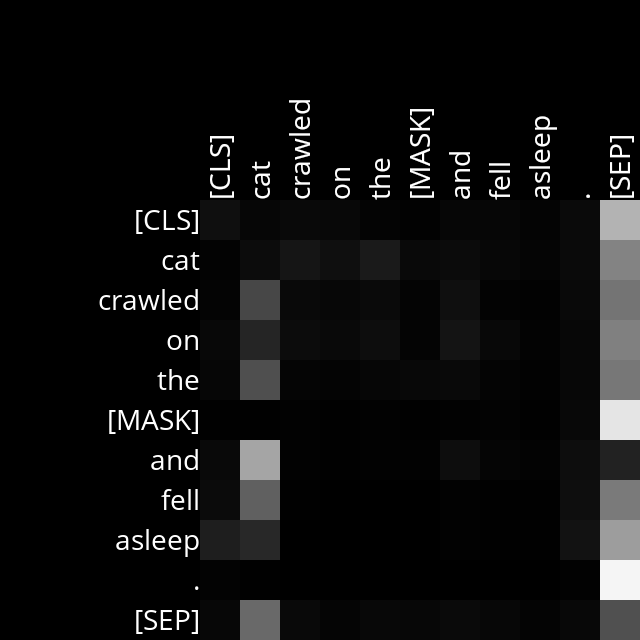 [CLS] cat crawled on the [MASK] and fell asleep . [SEP]
[CLS]
cat
crawled
on
the
[MASK]
and
fell
asleep
.
[SEP]